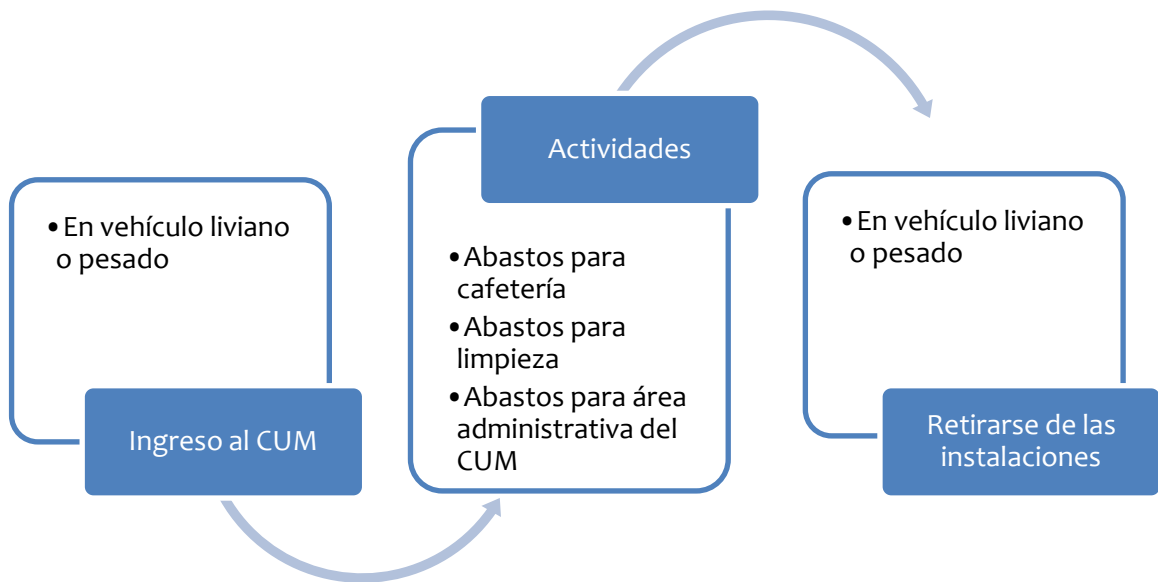 •En vehículo liviano
o pesado
Ingreso al CUM
Actividades
•Abastos para
cafetería
•Abastos para
limpieza
•Abastos para área
administrativa del
CUM
•En vehículo liviano
o pesado
Retirarse de las
instalaciones